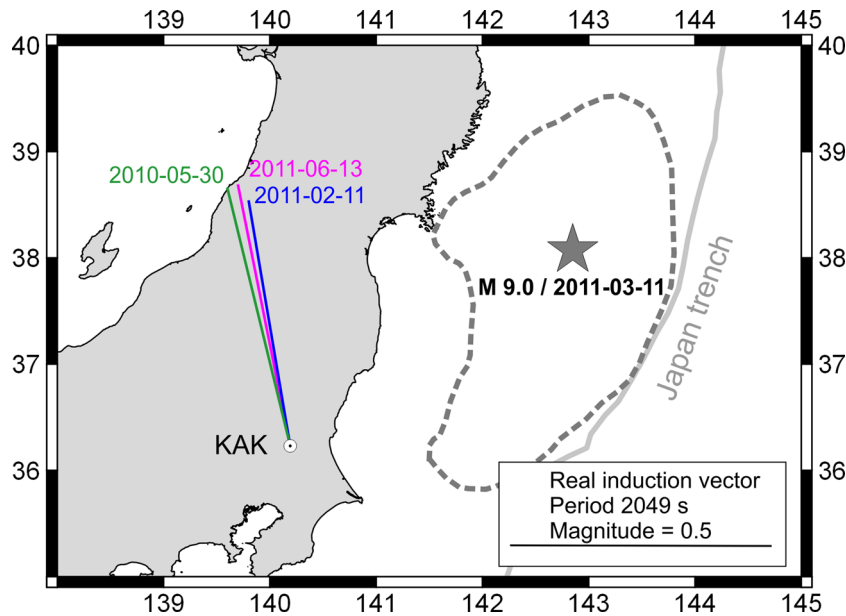 139 140 141 142 143 144 145
40 40
39 39
2011-06-13
2010-05-30
2011-02-11
38 38
M 9.0 / 2011-03-11
Japan trench
37 37
KAK
36 36
Real induction vector
Period 2049 s
Magnitude = 0.5
139 140 141 142 143 144 145